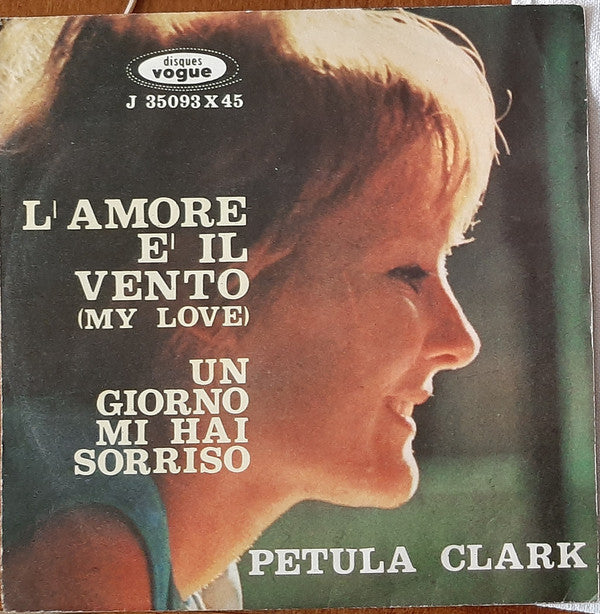 disques
vogue
J 35093 X 45
L'AMORE
E' IL
VENTO
(MY LOVE)
UN
GIORNO
MI HAI
SORRISO
PETULA CLARK